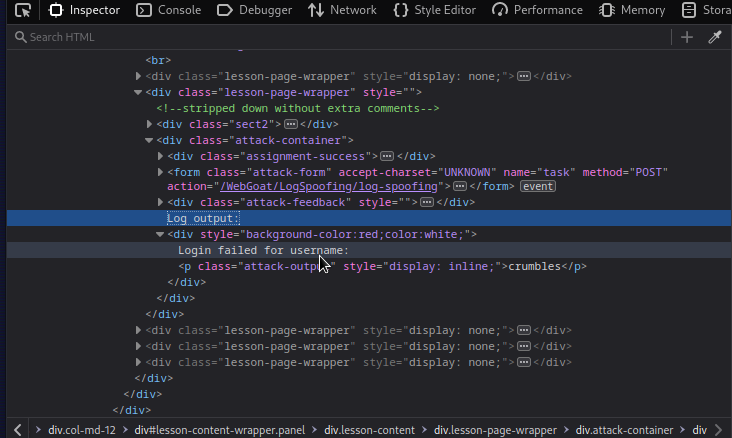 Inspector Console Debugger Network Style Editor Performance Memory Stora
Search HTML
<br>
<div class="lesson-page-wrapper" style="display: none;"></div>
<div class="lesson-page-wrapper" style="">
<!--stripped down without extra comments-->
<div class="sect2"></div>
<div class="attack-container">
<div class="assignment-success"></div>
<form class="attack-form" accept-charset="UNKNOWN" name="task" method="POST"
action="/WebGoat/LogSpoofing/log-spoofing"></form> event
<div class="attack-feedback" style=""></div>
Log output:
<div style="background-color:red;color:white;">
Login failed for username:
<p class="attack-output" style="display: inline;">crumbles</p>
</div>
</div>
</div>
<div class="lesson-page-wrapper" style="display: none;"></div>
<div class="lesson-page-wrapper" style="display: none;"></div>
<div class="lesson-page-wrapper" style="display: none;"></div>
</div>
</div>
</div>
div.col-md-12 div#lesson-content-wrapper.panel div.lesson-content div.lesson-page-wrapper div.attack-container div